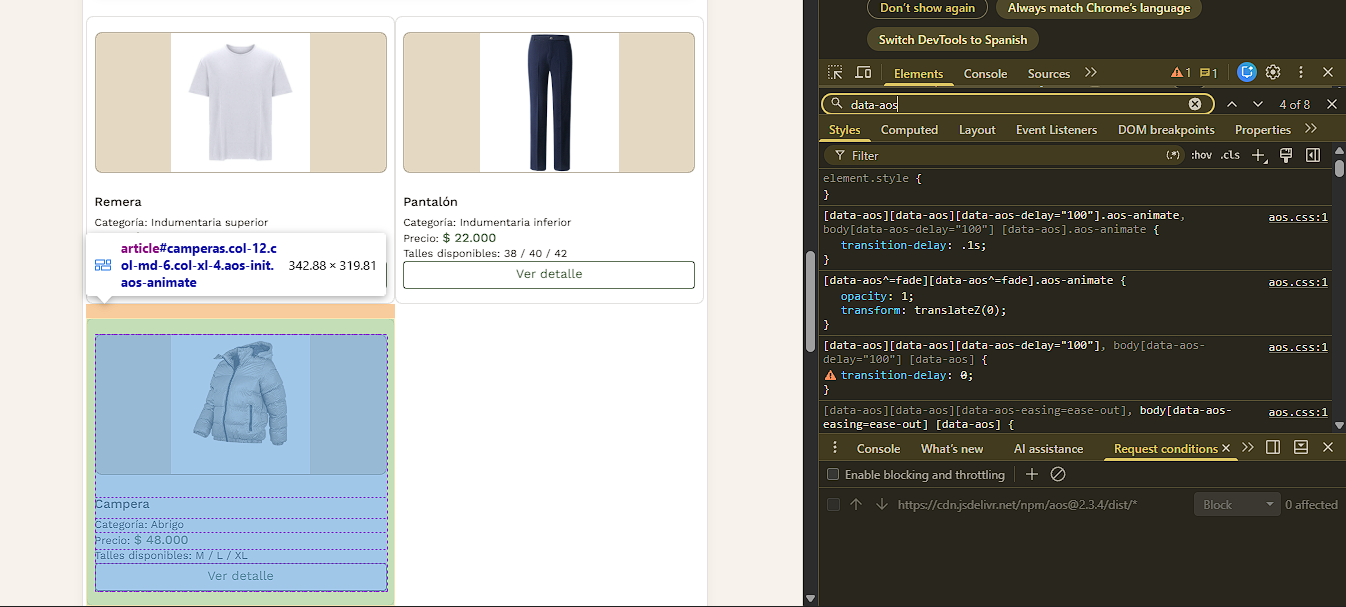 Remera
Categoría: Indumentaria superior
Pantalón
Categoría: Indumentaria inferior
Precio: $ 22.000
Talles disponibles: 38 / 40 / 42
Ver detalle
article#camperas.col-12.c
ol-md-6.col-xl-4.aos-init.
aos-animate
342.88 × 319.81
Campera
Categoría: Abrigo
Precio: $ 48.000
Talles disponibles: M / L / XL
Ver detalle
Don't show again
Always match Chrome's language
Switch DevTools to Spanish
Elements
Console
Sources
1
1
data-aos
4 of 8
Styles
Computed
Layout
Event Listeners
DOM breakpoints
Properties
Filter
(.*)
:hov
.cls
element.style {
}
[data-aos][data-aos][data-aos-delay="100"].aos-animate, aos.css:1
body[data-aos-delay="100"] [data-aos].aos-animate {
transition-delay: .1s;
}
[data-aos^=fade][data-aos^=fade].aos-animate { aos.css:1
opacity: 1;
transform: translateZ(0);
}
[data-aos][data-aos][data-aos-delay="100"], body[data-aos- aos.css:1
delay="100"] [data-aos] {
transition-delay: 0;
}
[data-aos][data-aos][data-aos-easing=ease-out], body[data-aos- aos.css:1
easing=ease-out] [data-aos] {
Console
What's new
AI assistance
Request conditions
Enable blocking and throttling
https://cdn.jsdelivr.net/npm/aos@2.3.4/dist/*
Block
0 affected